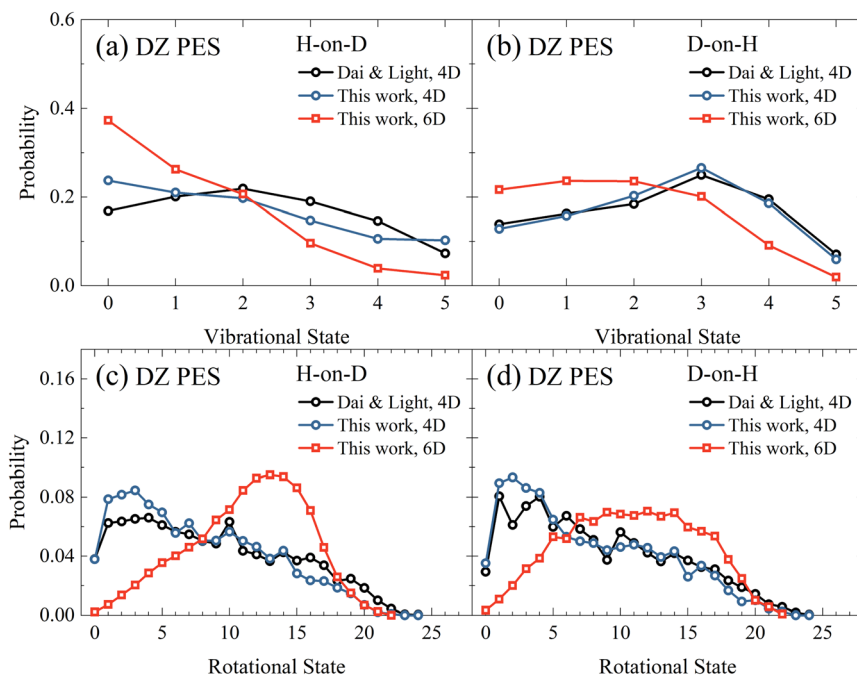 (a) DZ PES H-on-D
Dai & Light, 4D
This work, 4D
This work, 6D
(b) DZ PES D-on-H
Dai & Light, 4D
This work, 4D
This work, 6D
0.6
0.4
0.2
0.0
Probability
0 1 2 3 4 5
0 1 2 3 4 5
Vibrational State
Vibrational State
(c) DZ PES H-on-D
Dai & Light, 4D
This work, 4D
This work, 6D
(d) DZ PES D-on-H
Dai & Light, 4D
This work, 4D
This work, 6D
0.16
0.12
0.08
0.04
0.00
Probability
0 5 10 15 20 25
0 5 10 15 20 25
Rotational State
Rotational State